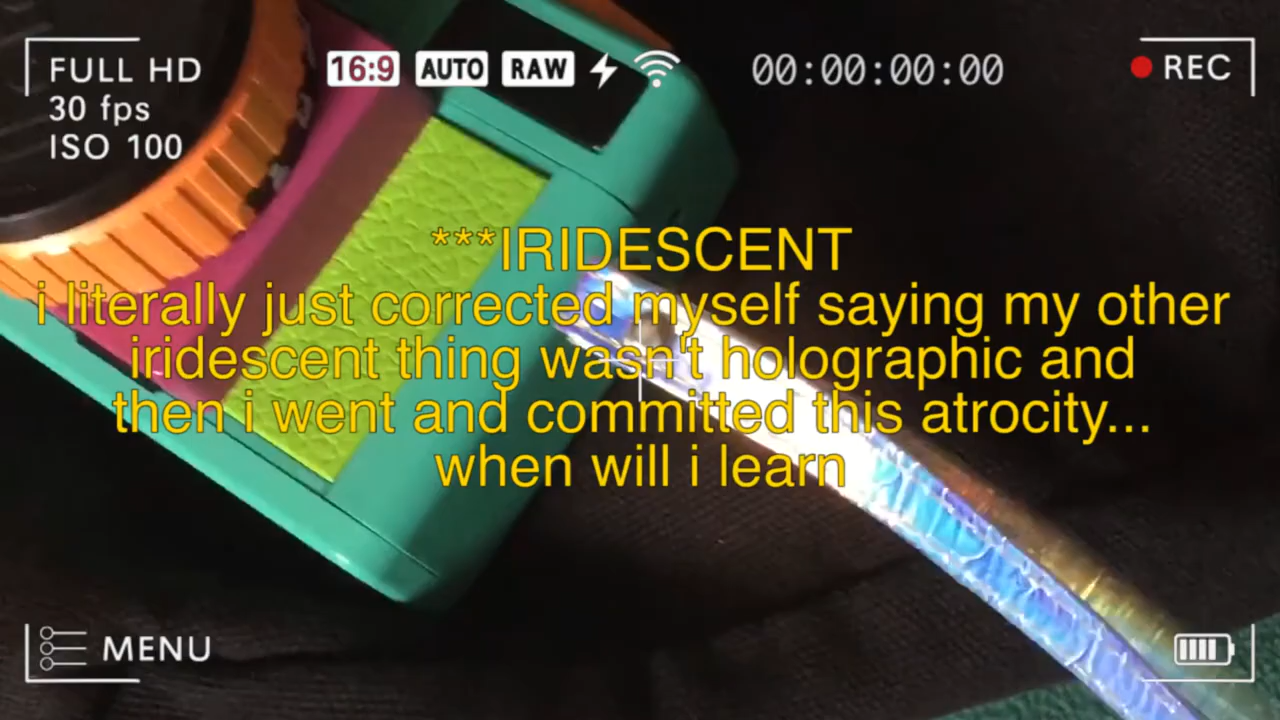 FULL HD
30 fps
ISO 100
16:9 AUTO RAW
00:00:00:00
REC
***IRIDESCENT
i literally just corrected myself saying my other
iridescent thing wasn't holographic and
then i went and committed this atrocity...
when will i learn
MENU